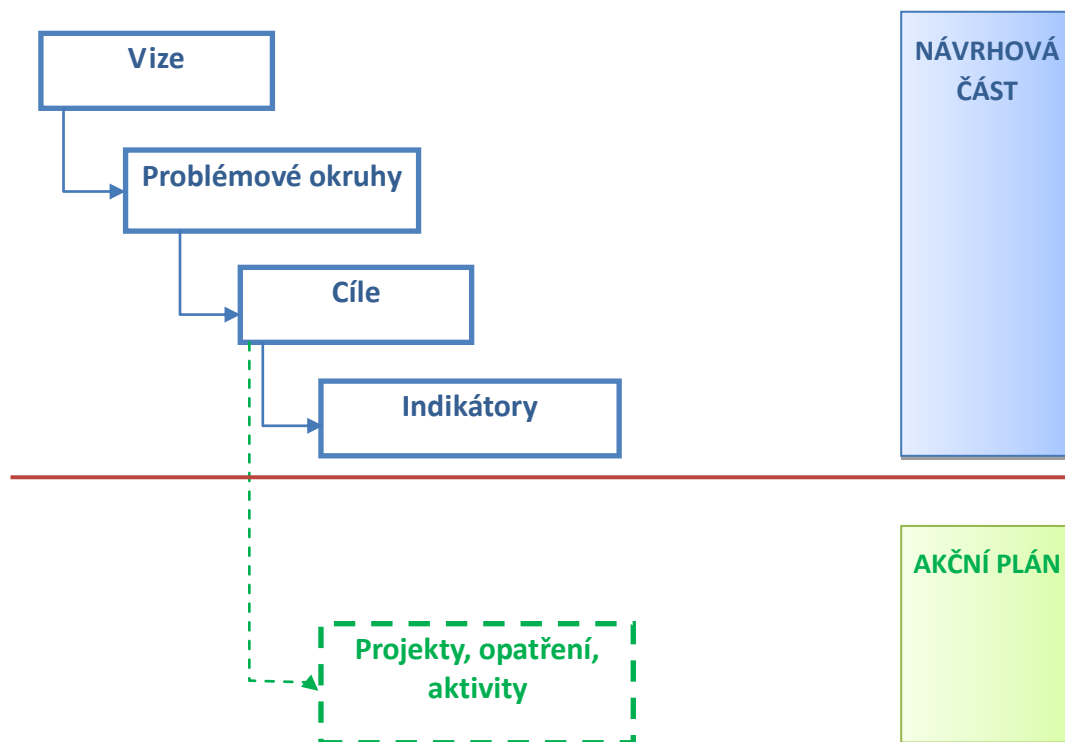 Vize
NÁVRHOVÁ
ČÁST
Problémové okruhy
Cíle
Indikátory
AKČNÍ PLÁN
Projekty, opatření,
aktivity